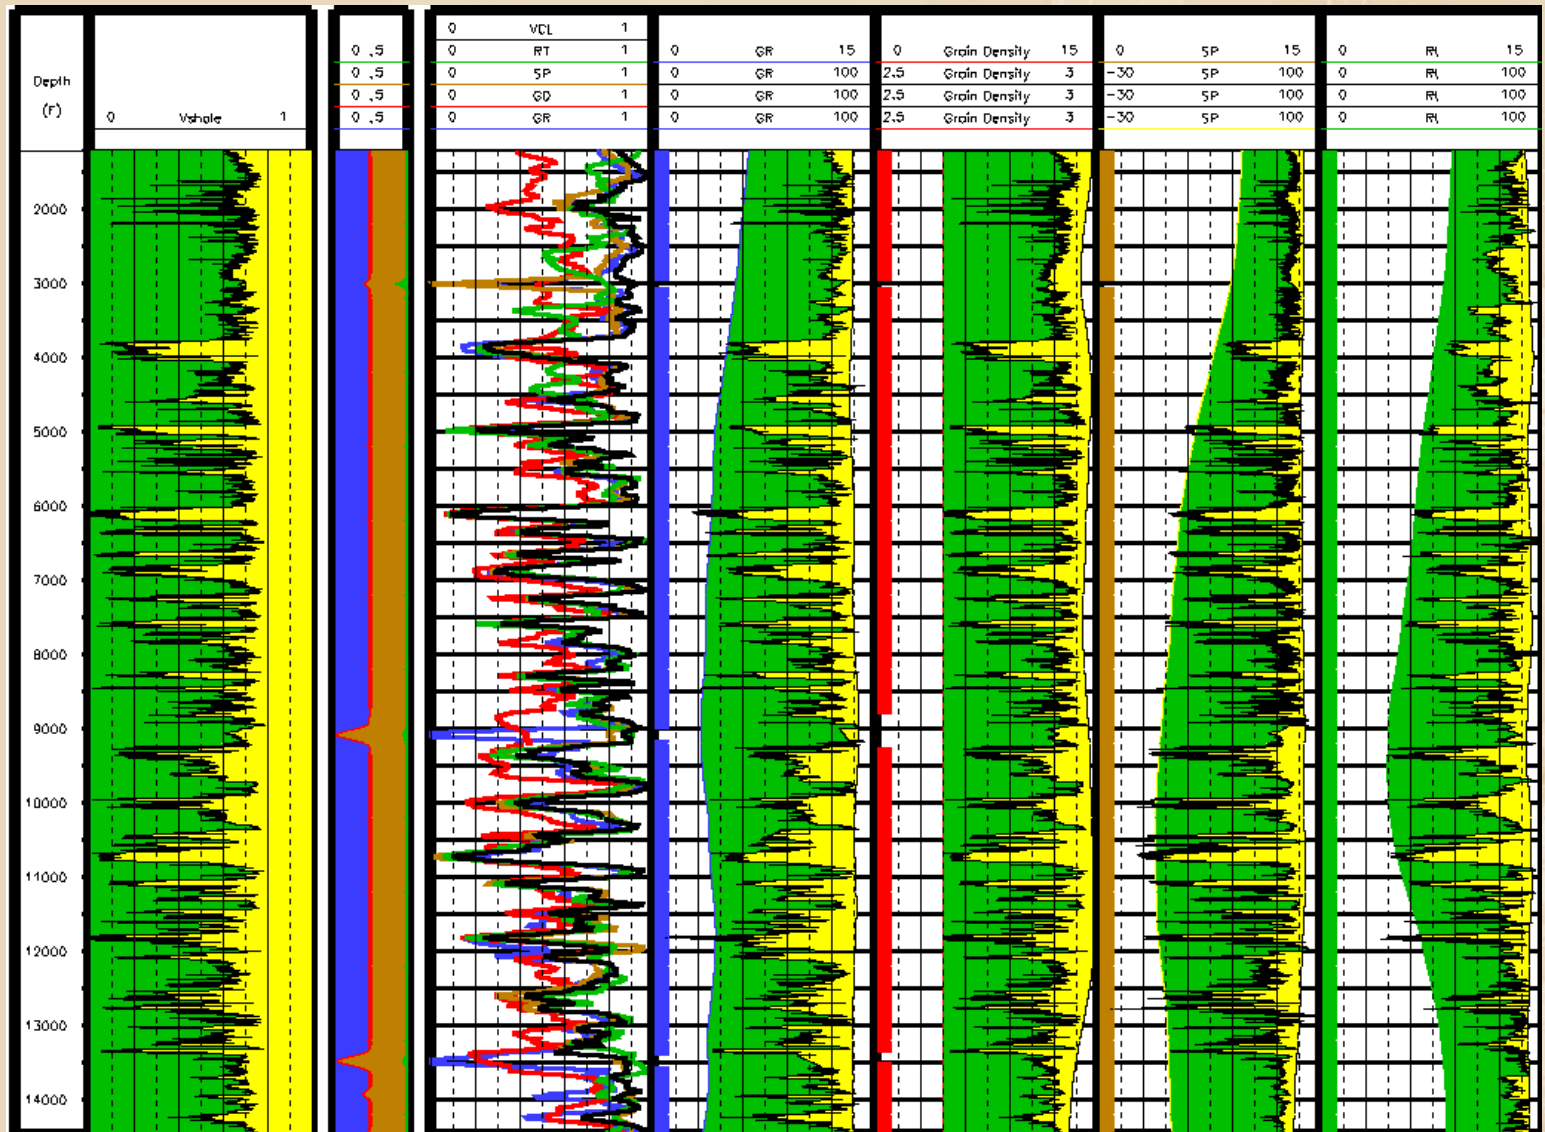 0 VCL 1
0 .5 0 RT 1 0 GR 15 0 Grain Density 15 0 SP 15 0 15
Depth 0 .5 0 SP 1 0 GR 100 2.5 Grain Density 3 -30 SP 100 0 100
(F) 0 .5 0 GD 1 0 GR 100 2.5 Grain Density 3 -30 SP 100 0 100
0 Vshale 1 0 .5 0 GR 1 0 GR 100 2.5 Grain Density 3 -30 SP 100 0 100
2000
3000
4000
5000
6000
7000
8000
9000
10000
11000
12000
13000
14000